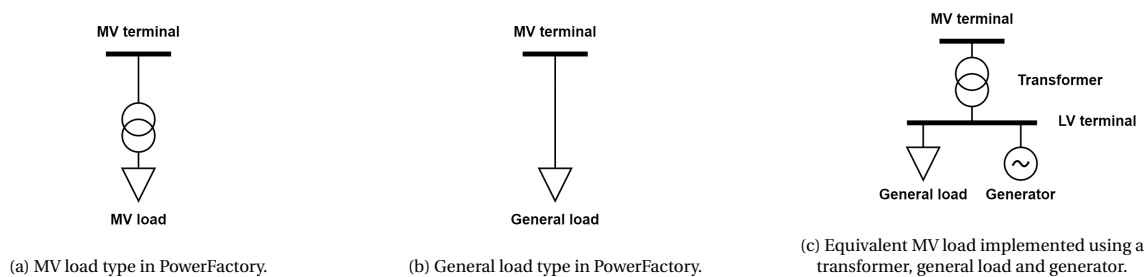 MV terminal
MV load
(a) MV load type in PowerFactory.
MV terminal
General load
(b) General load type in PowerFactory.
MV terminal
Transformer
LV terminal
General load
Generator
(c) Equivalent MV load implemented using a
transformer, general load and generator.